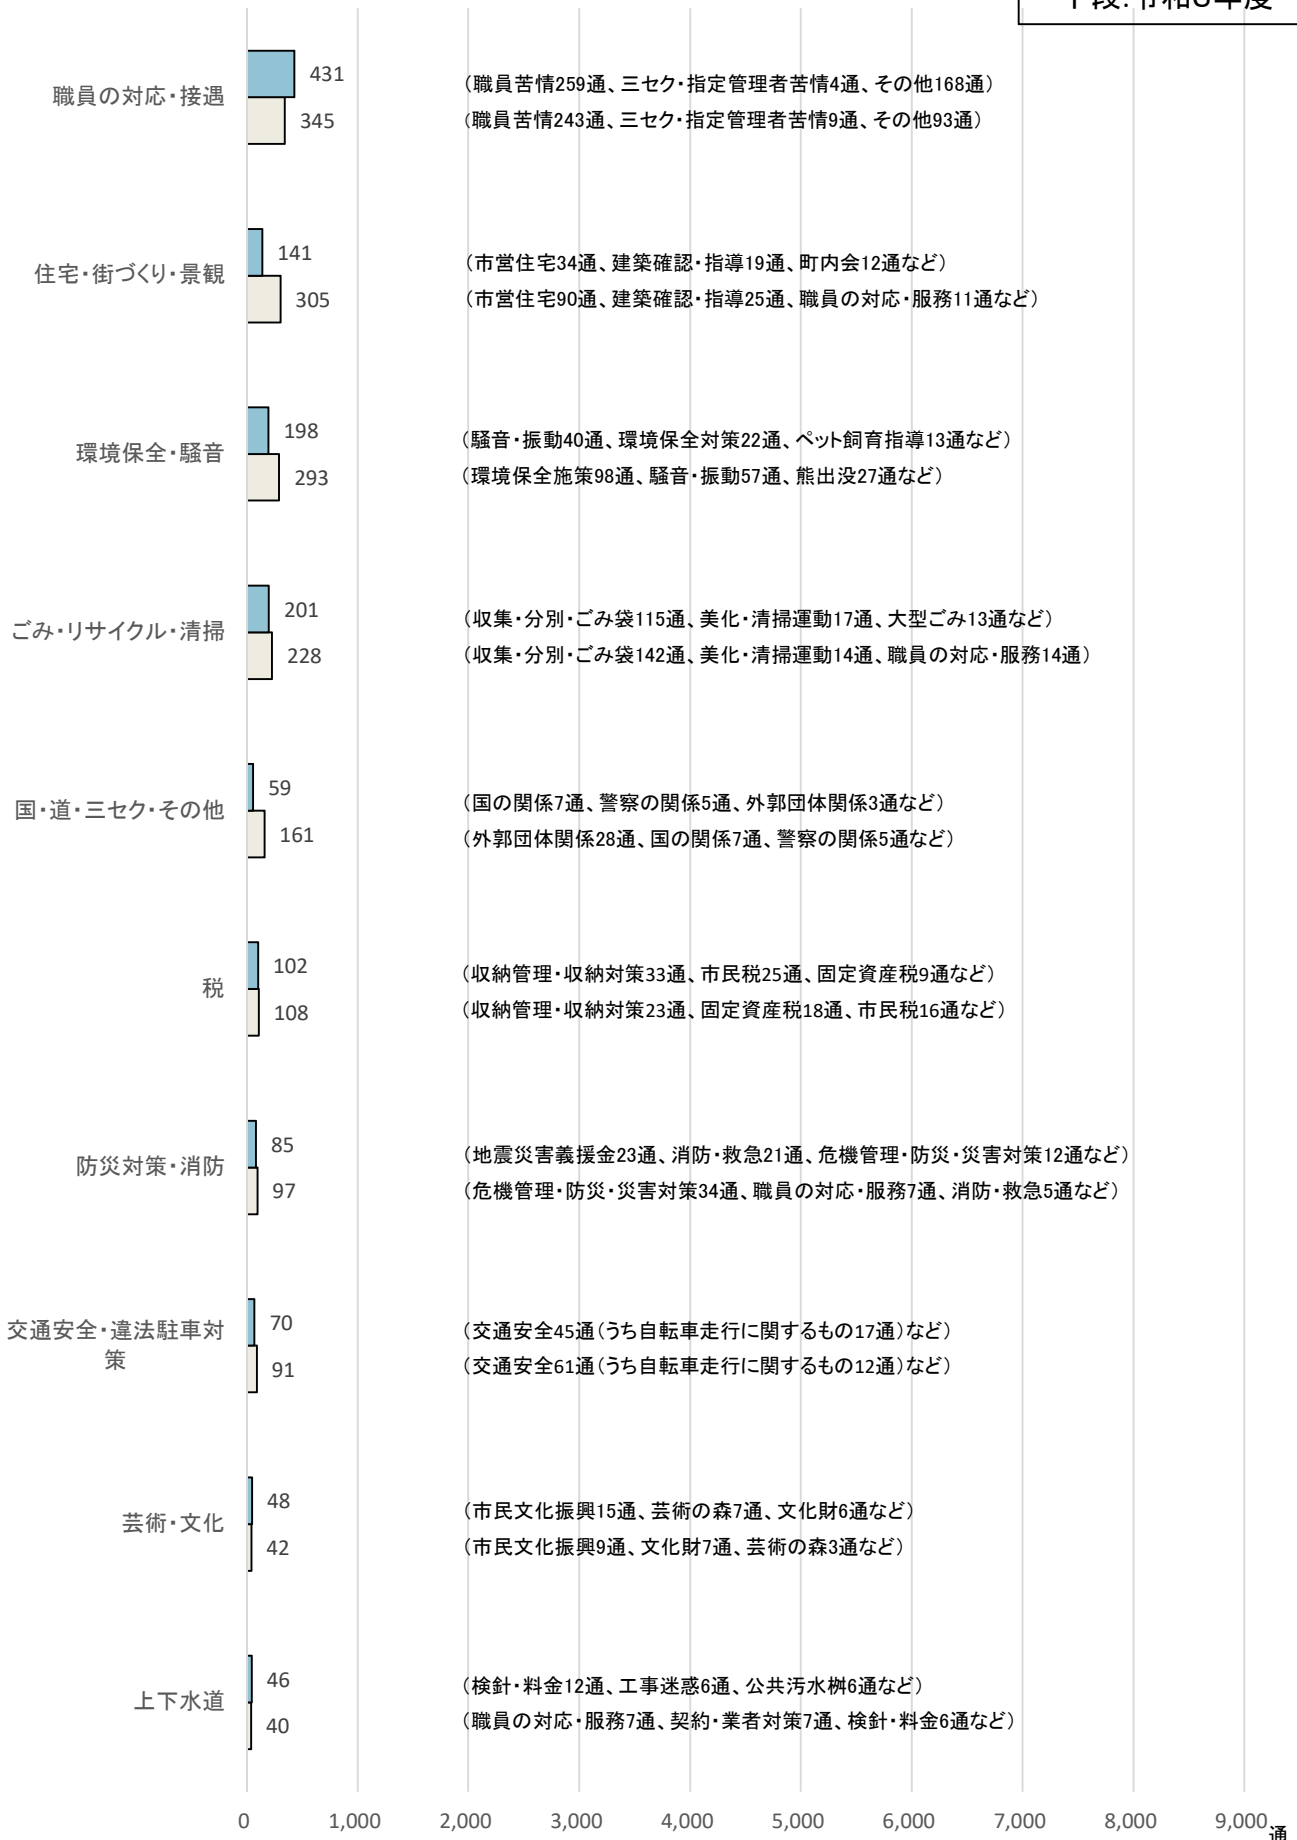 職員の対応・接遇
431
345
(職員苦情259通、三セク・指定管理者苦情4通、その他168通)
(職員苦情243通、三セク・指定管理者苦情9通、その他93通)
住宅・街づくり・景観
141
305
(市営住宅34通、建築確認・指導19通、町内会12通など)
(市営住宅90通、建築確認・指導25通、職員の対応・服務11通など)
環境保全・騒音
198
293
(騒音・振動40通、環境保全対策22通、ペット飼育指導13通など)
(環境保全施策98通、騒音・振動57通、熊出没27通など)
ごみ・リサイクル・清掃
201
228
(収集・分別・ごみ袋115通、美化・清掃運動17通、大型ごみ13通など)
(収集・分別・ごみ袋142通、美化・清掃運動14通、職員の対応・服務14通)
国・道・三セク・その他
59
161
(国の関係7通、警察の関係5通、外郭団体関係3通など)
(外郭団体関係28通、国の関係7通、警察の関係5通など)
税
102
108
(収納管理・収納対策33通、市民税25通、固定資産税9通など)
(収納管理・収納対策23通、固定資産税18通、市民税16通など)
防災対策・消防
85
97
(地震災害義援金23通、消防・救急21通、危機管理・防災・災害対策12通など)
(危機管理・防災・災害対策34通、職員の対応・服務7通、消防・救急5通など)
交通安全・違法駐車対
策
70
91
(交通安全45通(うち自転車走行に関するもの17通)など)
(交通安全61通(うち自転車走行に関するもの12通)など)
芸術・文化
48
42
(市民文化振興15通、芸術の森7通、文化財6通など)
(市民文化振興9通、文化財7通、芸術の森3通など)
上下水道
46
40
(検針・料金12通、工事迷惑6通、公共汚水桝6通など)
(職員の対応・服務7通、契約・業者対策7通、検針・料金6通など)
0 1,000 2,000 3,000 4,000 5,000 6,000 7,000 8,000 9,000 通